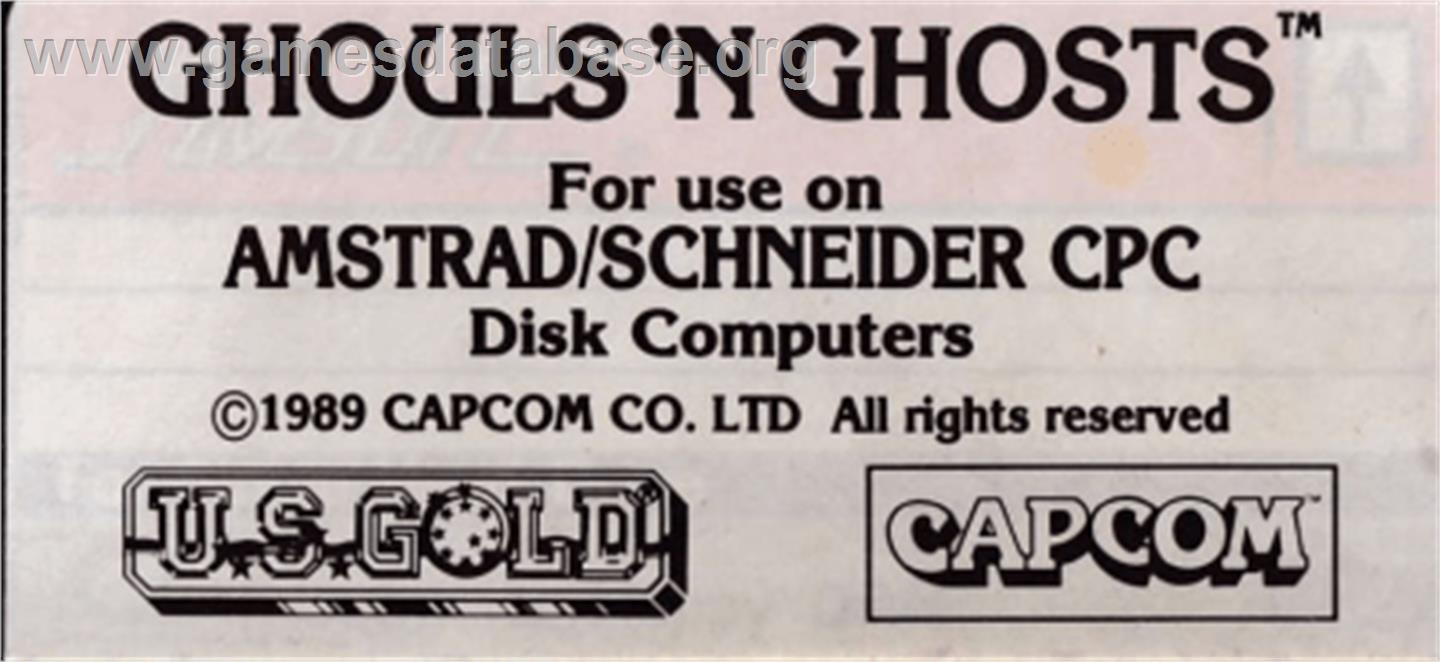 www.gamesdatabase.org
GHOULS 'N GHOSTS™
For use on
AMSTRAD/SCHNEIDER CPC
Disk Computers
©1989 CAPCOM CO. LTD All rights reserved
U.S. GOLD®
CAPCOM™